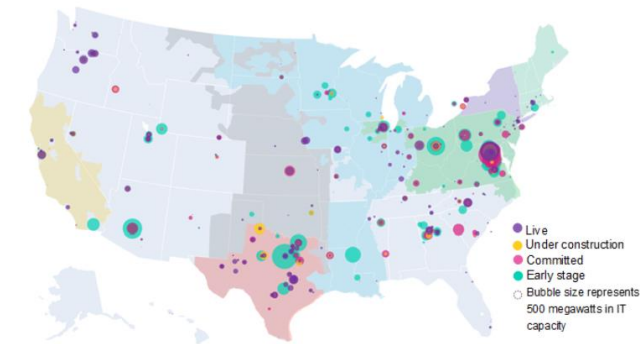 Live
Under construction
Committed
Early stage
Bubble size represents
500 megawatts in IT
capacity